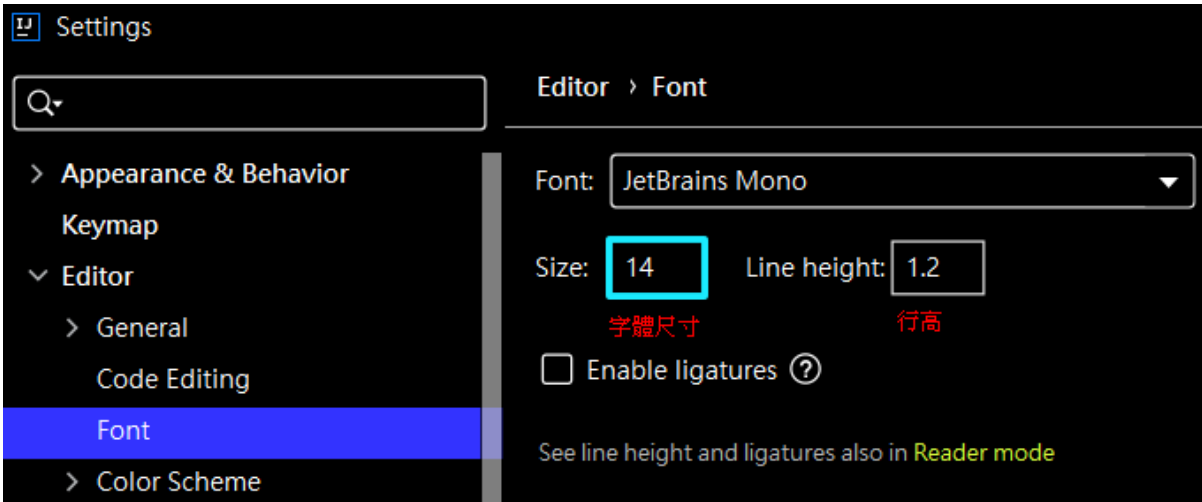 Settings
Editor › Font
Appearance & Behavior
Keymap
Editor
General
Code Editing
Font
Color Scheme
Font: JetBrains Mono
Size: 14 Line height: 1.2
字體尺寸 行高
Enable ligatures ?
See line height and ligatures also in Reader mode